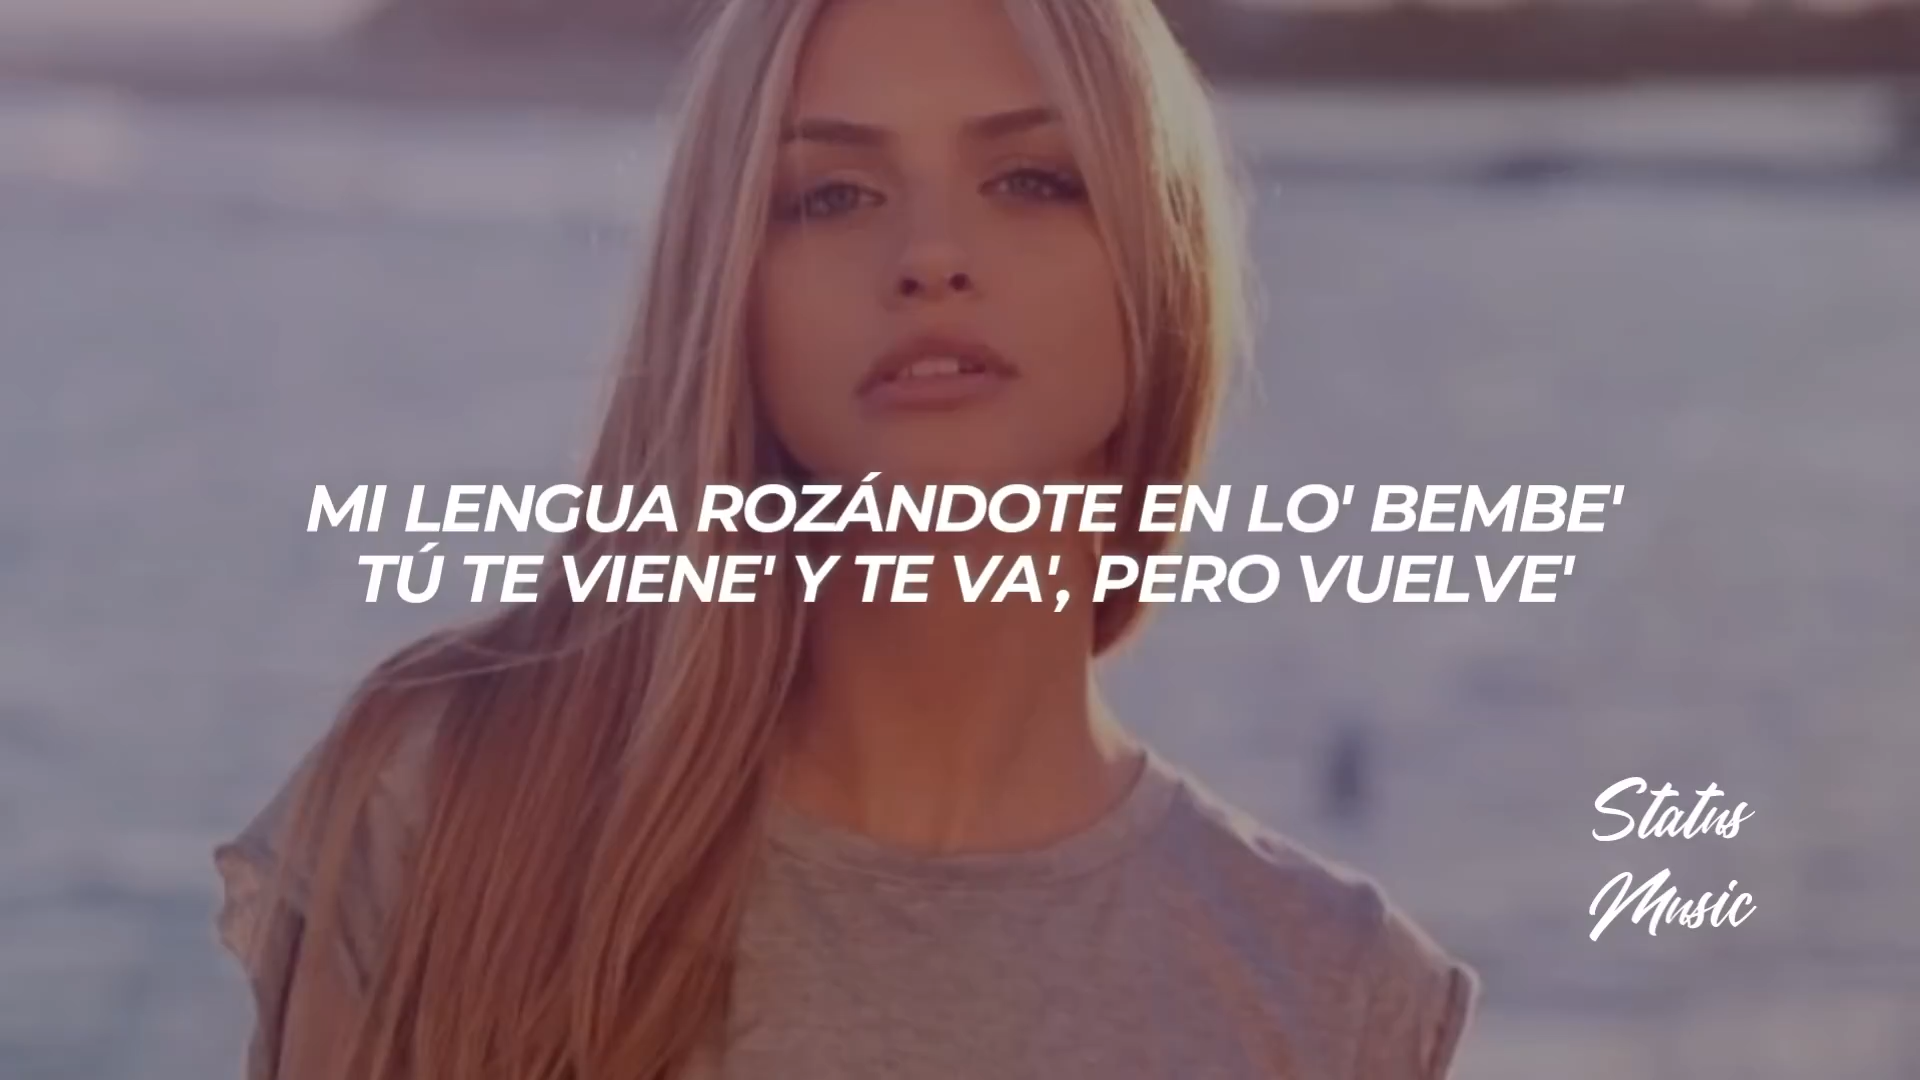 MI LENGUA ROZÁNDOTE EN LO' BEMBE'
TÚ TE VIENE' Y TE VA', PERO VUELVE'
Status
Music